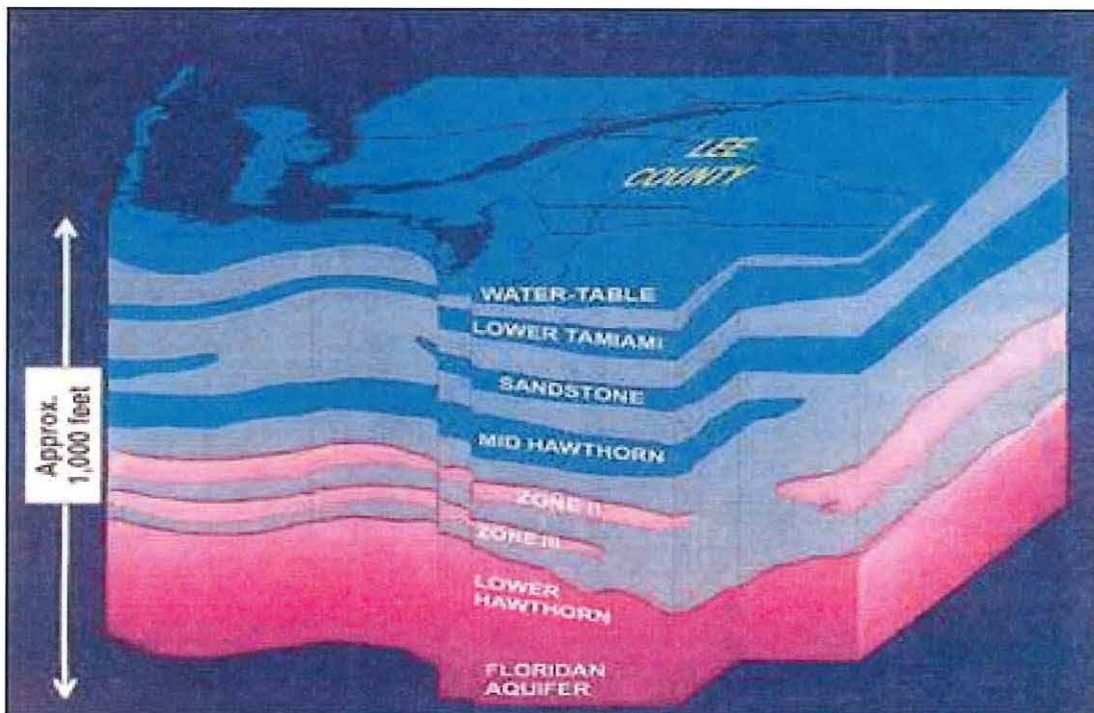 LEE
COUNTY
Approx.
1,000 feet
WATER-TABLE
LOWER TAMIAMI
SANDSTONE
MID HAWTHORN
ZONE II
ZONE III
LOWER
HAWTHORN
FLORIDAN
AQUIFER